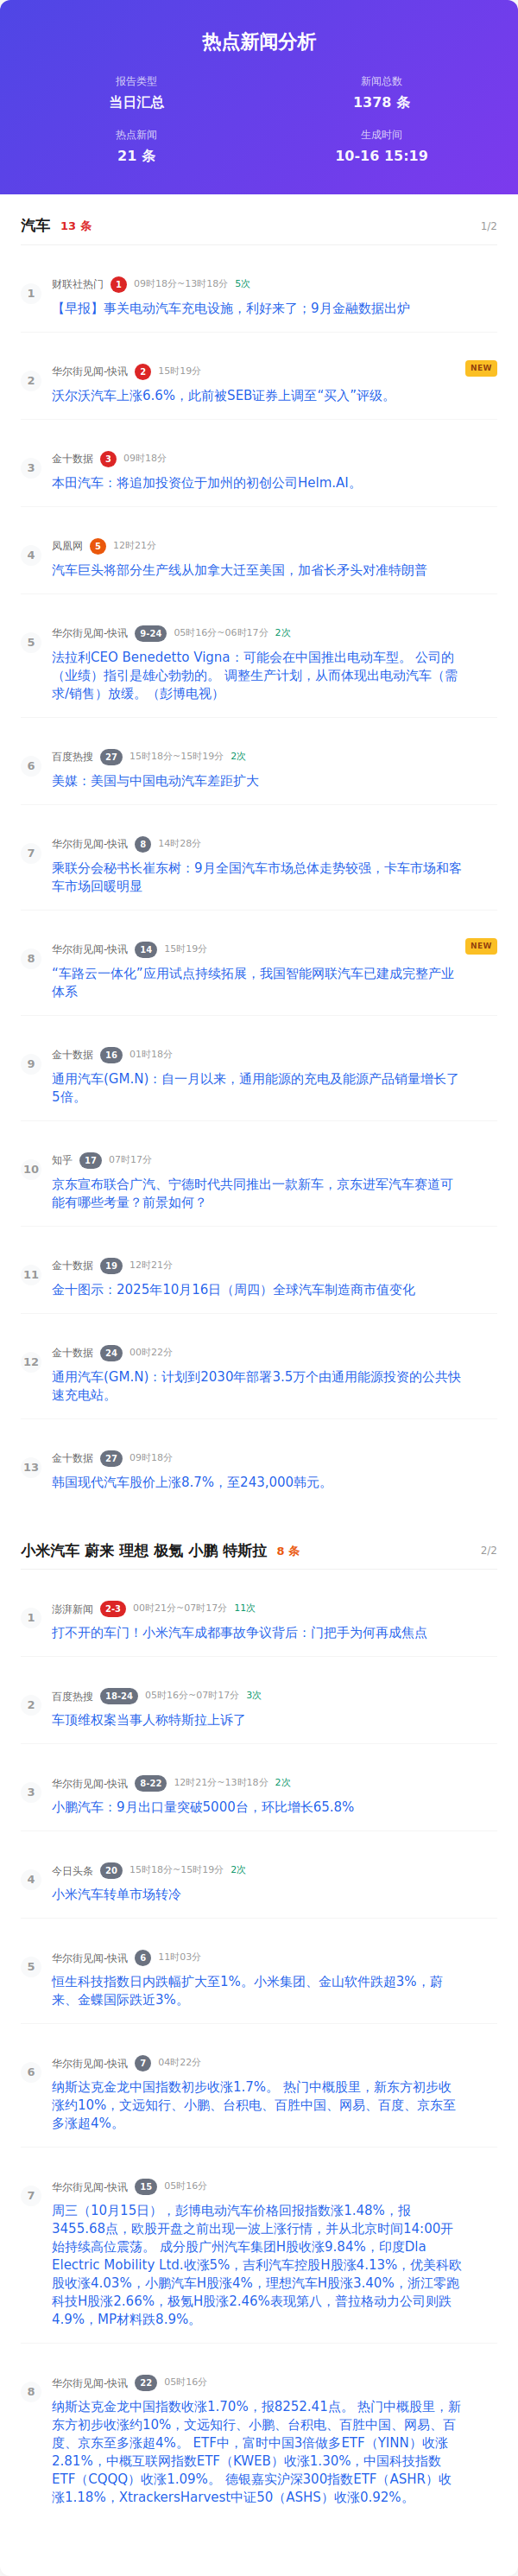 热点新闻分析
报告类型
新闻总数
当日汇总
1378 条
热点新闻
生成时间
21 条
10-16 15:19
汽车 13 条 1/2
1
财联社热门 1 09时18分~13时18分 5次
【早报】事关电动汽车充电设施，利好来了；9月金融数据出炉
2
华尔街见闻-快讯 2 15时19分 NEW
沃尔沃汽车上涨6.6%，此前被SEB证券上调至“买入”评级。
3
金十数据 3 09时18分
本田汽车：将追加投资位于加州的初创公司Helm.AI。
4
凤凰网 5 12时21分
汽车巨头将部分生产线从加拿大迁至美国，加省长矛头对准特朗普
5
华尔街见闻-快讯 9-24 05时16分~06时17分 2次
法拉利CEO Benedetto Vigna：可能会在中国推出电动车型。 公司的
（业绩）指引是雄心勃勃的。 调整生产计划，从而体现出电动汽车（需
求/销售）放缓。（彭博电视）
6
百度热搜 27 15时18分~15时19分 2次
美媒：美国与中国电动汽车差距扩大
7
华尔街见闻-快讯 8 14时28分
乘联分会秘书长崔东树：9月全国汽车市场总体走势较强，卡车市场和客
车市场回暖明显
8
华尔街见闻-快讯 14 15时19分 NEW
“车路云一体化”应用试点持续拓展，我国智能网联汽车已建成完整产业
体系
9
金十数据 16 01时18分
通用汽车(GM.N)：自一月以来，通用能源的充电及能源产品销量增长了
5倍。
10
知乎 17 07时17分
京东宣布联合广汽、宁德时代共同推出一款新车，京东进军汽车赛道可
能有哪些考量？前景如何？
11
金十数据 19 12时21分
金十图示：2025年10月16日（周四）全球汽车制造商市值变化
12
金十数据 24 00时22分
通用汽车(GM.N)：计划到2030年部署3.5万个由通用能源投资的公共快
速充电站。
13
金十数据 27 09时18分
韩国现代汽车股价上涨8.7%，至243,000韩元。
小米汽车 蔚来 理想 极氪 小鹏 特斯拉 8 条 2/2
1
澎湃新闻 2-3 00时21分~07时17分 11次
打不开的车门！小米汽车成都事故争议背后：门把手为何再成焦点
2
百度热搜 18-24 05时16分~07时17分 3次
车顶维权案当事人称特斯拉上诉了
3
华尔街见闻-快讯 8-22 12时21分~13时18分 2次
小鹏汽车：9月出口量突破5000台，环比增长65.8%
4
今日头条 20 15时18分~15时19分 2次
小米汽车转单市场转冷
5
华尔街见闻-快讯 6 11时03分
恒生科技指数日内跌幅扩大至1%。小米集团、金山软件跌超3%，蔚
来、金蝶国际跌近3%。
6
华尔街见闻-快讯 7 04时22分
纳斯达克金龙中国指数初步收涨1.7%。 热门中概股里，新东方初步收
涨约10%，文远知行、小鹏、台积电、百胜中国、网易、百度、京东至
多涨超4%。
7
华尔街见闻-快讯 15 05时16分
周三（10月15日），彭博电动汽车价格回报指数涨1.48%，报
3455.68点，欧股开盘之前出现一波上涨行情，并从北京时间14:00开
始持续高位震荡。 成分股广州汽车集团H股收涨9.84%，印度Dla
Electric Mobility Ltd.收涨5%，吉利汽车控股H股涨4.13%，优美科欧
股收涨4.03%，小鹏汽车H股涨4%，理想汽车H股涨3.40%，浙江零跑
科技H股涨2.66%，极氪H股涨2.46%表现第八，普拉格动力公司则跌
4.9%，MP材料跌8.9%。
8
华尔街见闻-快讯 22 05时16分
纳斯达克金龙中国指数收涨1.70%，报8252.41点。 热门中概股里，新
东方初步收涨约10%，文远知行、小鹏、台积电、百胜中国、网易、百
度、京东至多涨超4%。 ETF中，富时中国3倍做多ETF（YINN）收涨
2.81%，中概互联网指数ETF（KWEB）收涨1.30%，中国科技指数
ETF（CQQQ）收涨1.09%。 德银嘉实沪深300指数ETF（ASHR）收
涨1.18%，XtrackersHarvest中证50（ASHS）收涨0.92%。